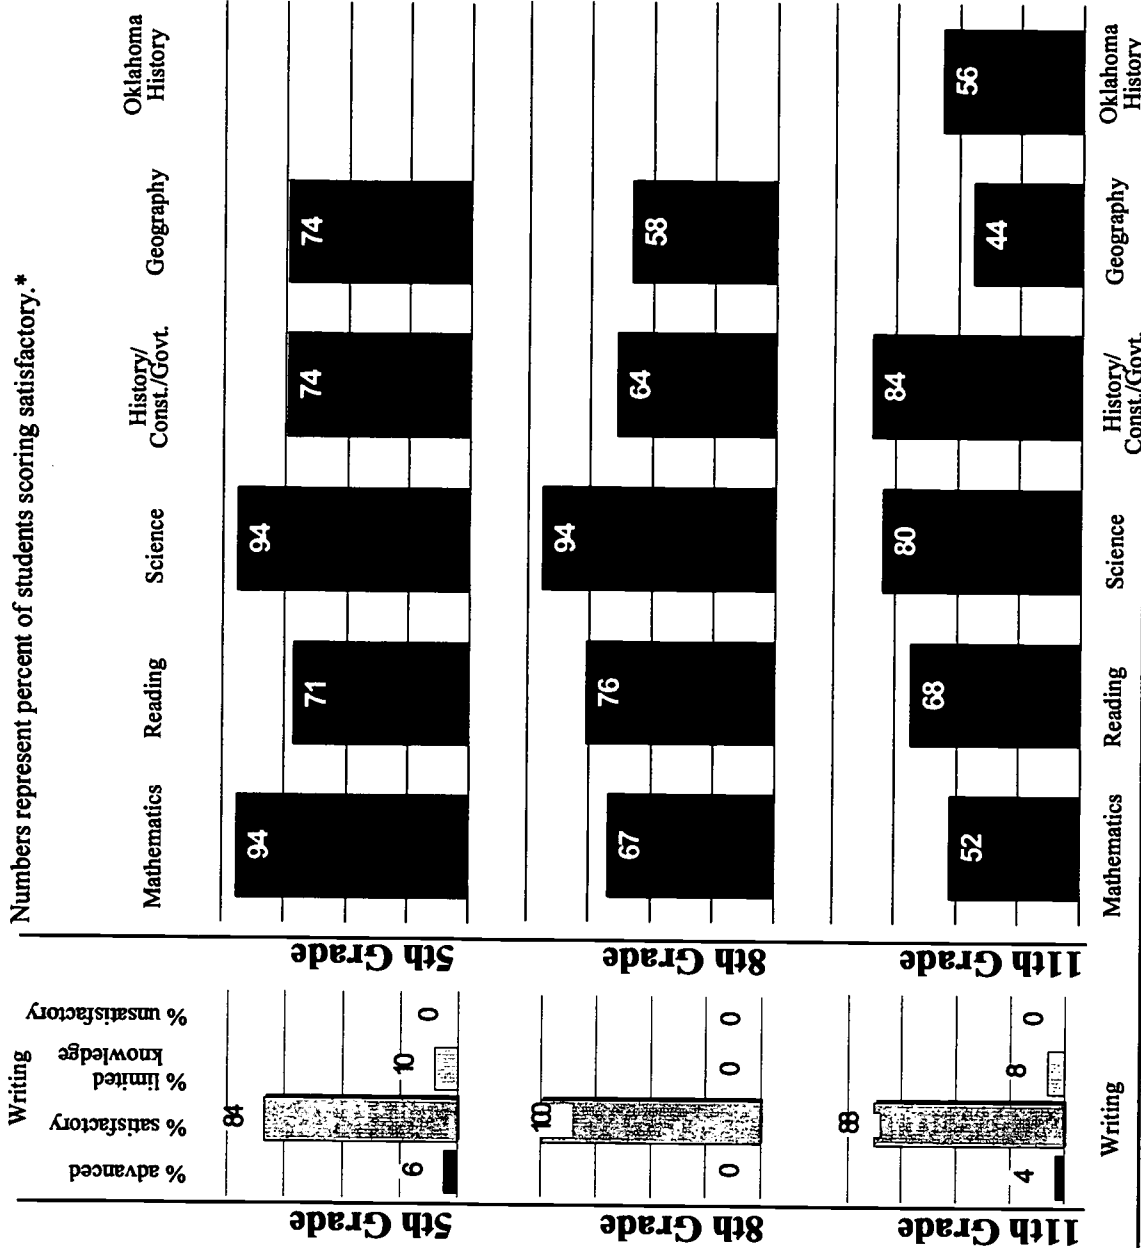 Numbers represent percent of students scoring satisfactory.*
Writing
% advanced
% satisfactory
% limited
knowledge
% unsatisfactory
Mathematics
Reading
Science
History/
Const./Govt.
Geography
Oklahoma
History
5th Grade
6
84
10
0
5th Grade
94
71
94
74
74
8th Grade
0
100
0
0
8th Grade
67
76
94
64
58
11th Grade
4
88
8
0
11th Grade
52
68
80
84
44
56
Writing
Mathematics
Reading
Science
History/
Const./Govt.
Geography
Oklahoma
History